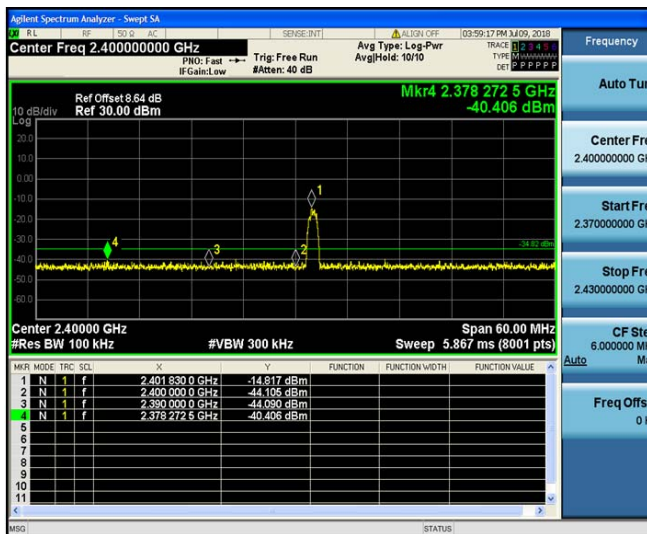 Agilent Spectrum Analyzer - Swept SA
RL RF 50 Ω AC SENSE:INT ALIGN OFF 03:59:17 PM Jul 09, 2018
Center Freq 2.400000000 GHz Avg Type: Log-Pwr TRACE 1 2 3 4 5 6
PNO: Fast Trig: Free Run Avg|Hold: 10/10 TYPE M
IFGain:Low #Atten: 40 dB DET P P P P P P
Mkr4 2.378 272 5 GHz
-40.406 dBm
Ref Offset 8.64 dB
10 dB/div Ref 30.00 dBm
Log
20.0
10.0
0.00
-10.0
-20.0
-30.0
-40.0
-50.0
-60.0
1
4
3
2
-34.82 dBm
Center 2.40000 GHz Span 60.00 MHz
#Res BW 100 kHz #VBW 300 kHz Sweep 5.867 ms (8001 pts)
MKR MODE TRC SCL X Y FUNCTION FUNCTION WIDTH FUNCTION VALUE
1 N 1 f 2.401 830 0 GHz -14.817 dBm
2 N 1 f 2.400 000 0 GHz -44.105 dBm
3 N 1 f 2.390 000 0 GHz -44.090 dBm
4 N 1 f 2.378 272 5 GHz -40.406 dBm
5
6
7
8
9
10
11
MSG STATUS
Frequency
Auto Tu
Center Fre
2.400000000 G
Start Fre
2.370000000 G
Stop Fre
2.430000000 G
CF Ste
6.000000 M
Auto Ma
Freq Offs
0